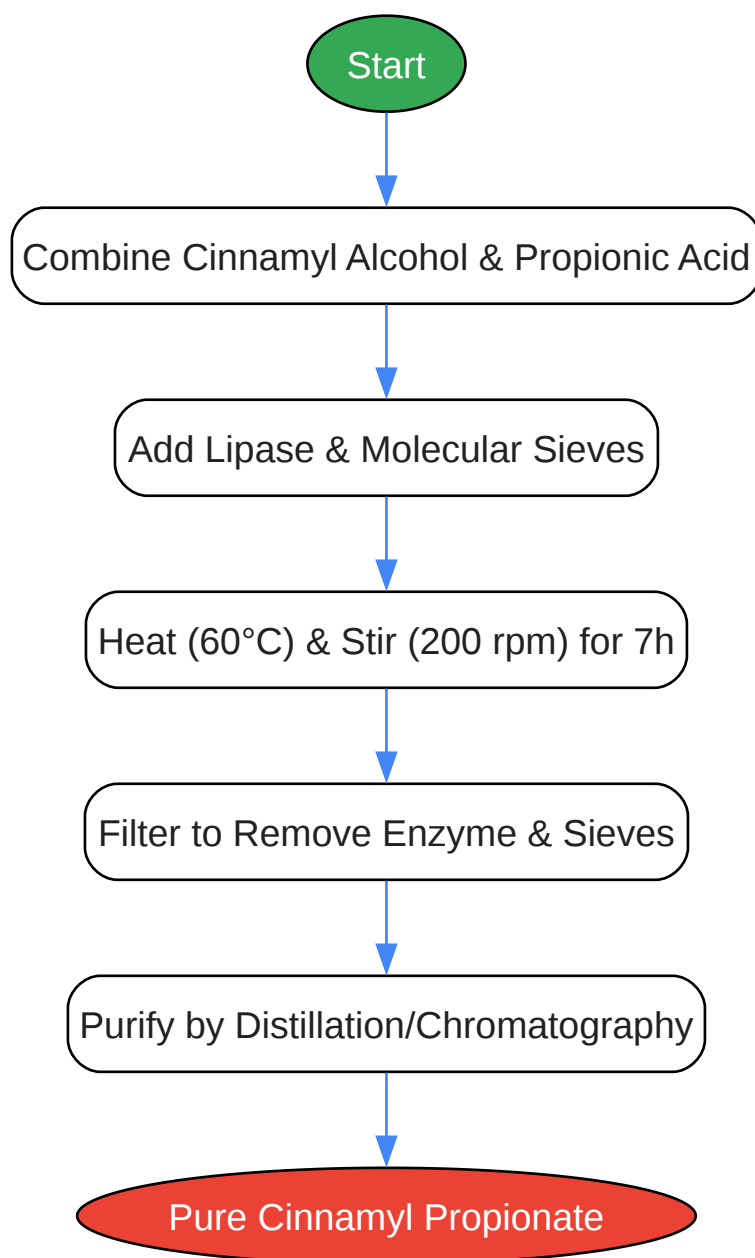 Start
Combine Cinnamyl Alcohol & Propionic Acid
Add Lipase & Molecular Sieves
Heat (60°C) & Stir (200 rpm) for 7h
Filter to Remove Enzyme & Sieves
Purify by Distillation/Chromatography
Pure Cinnamyl Propionate